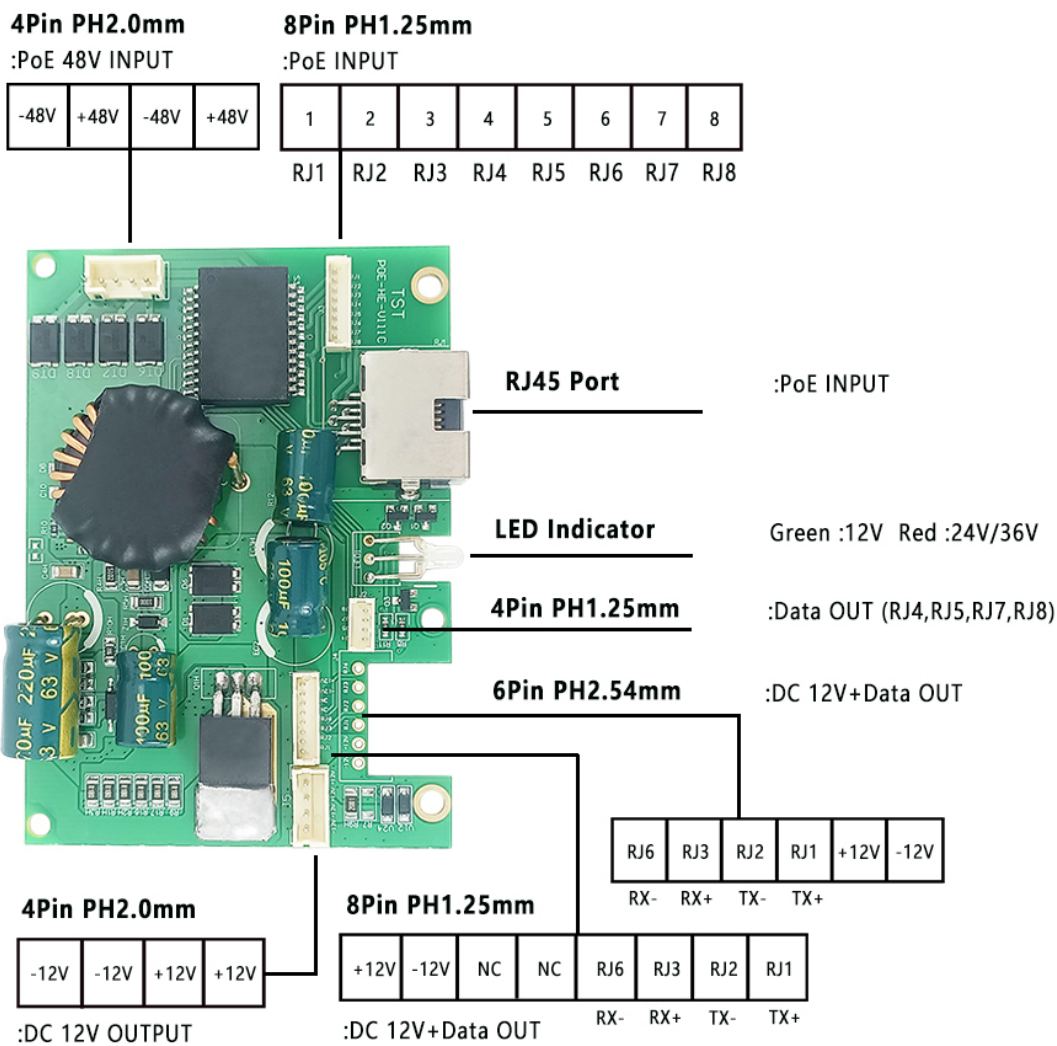 4Pin PH2.0mm
:PoE 48V INPUT
-48V +48V -48V +48V
8Pin PH1.25mm
:PoE INPUT
1 2 3 4 5 6 7 8
RJ1 RJ2 RJ3 RJ4 RJ5 RJ6 RJ7 RJ8
TST
POE-HE-V111C
RJ45 Port :PoE INPUT
LED Indicator Green :12V Red :24V/36V
4Pin PH1.25mm :Data OUT (RJ4,RJ5,RJ7,RJ8)
6Pin PH2.54mm :DC 12V+Data OUT
RJ6 RJ3 RJ2 RJ1 +12V -12V
RX- RX+ TX- TX+
100μF
220μF
63 V
100μF
63 V
4Pin PH2.0mm
-12V -12V +12V +12V
:DC 12V OUTPUT
8Pin PH1.25mm
+12V -12V NC NC RJ6 RJ3 RJ2 RJ1
RX- RX+ TX- TX+
:DC 12V+Data OUT